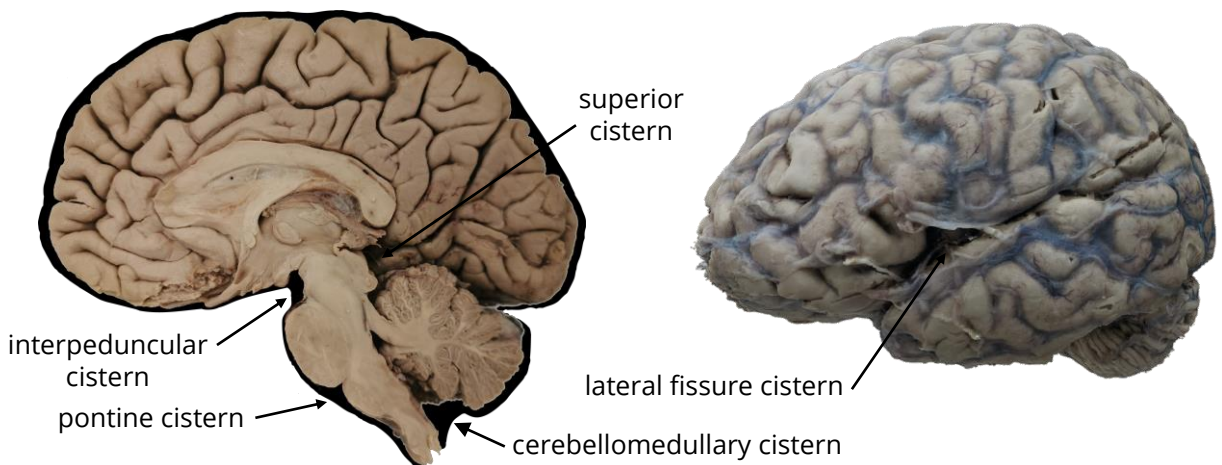 superior
cistern
interpeduncular
cistern
pontine cistern
lateral fissure cistern
cerebellomedullary cistern